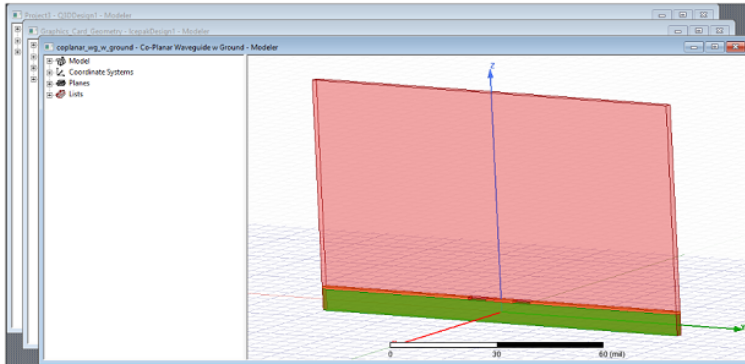 Project3 - Q3DDesign1 - Modeler
Graphics_Card_Geometry - IcepakDesign1 - Modeler
coplanar_wg_w_ground - Co-Planar Waveguide w Ground - Modeler
Model
Coordinate Systems
Planes
Lists
Z
0
30
60 (mil)